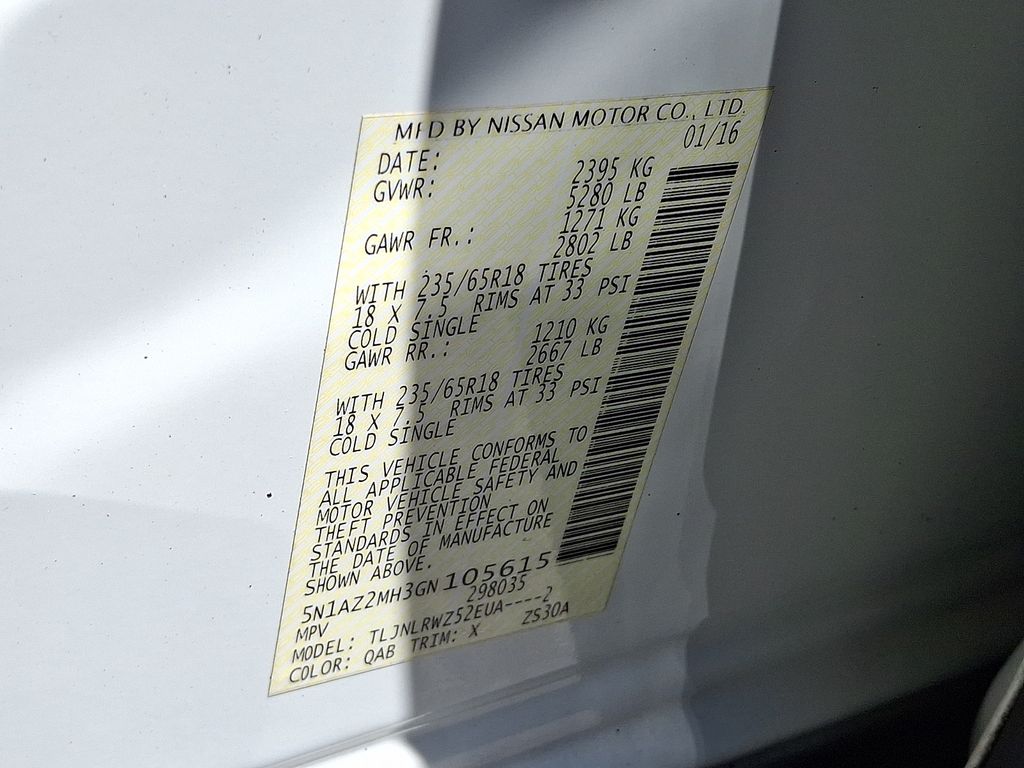 MFD BY NISSAN MOTOR CO., LTD.
DATE: 01/16
GVWR: 2395 KG
5280 LB
GAWR FR.: 1271 KG
2802 LB
WITH 235/65R18 TIRES
18 X 7.5 RIMS AT 33 PSI
COLD SINGLE
GAWR RR.: 1210 KG
2667 LB
WITH 235/65R18 TIRES
18 X 7.5 RIMS AT 33 PSI
COLD SINGLE
THIS VEHICLE CONFORMS TO
ALL APPLICABLE FEDERAL
MOTOR VEHICLE SAFETY AND
THEFT PREVENTION
STANDARDS IN EFFECT ON
THE DATE OF MANUFACTURE
SHOWN ABOVE.
5N1AZ2MH3GN105615
MPV 298035
MODEL: TLJNLRWZ52EUA----2
COLOR: QAB TRIM: X ZS30A